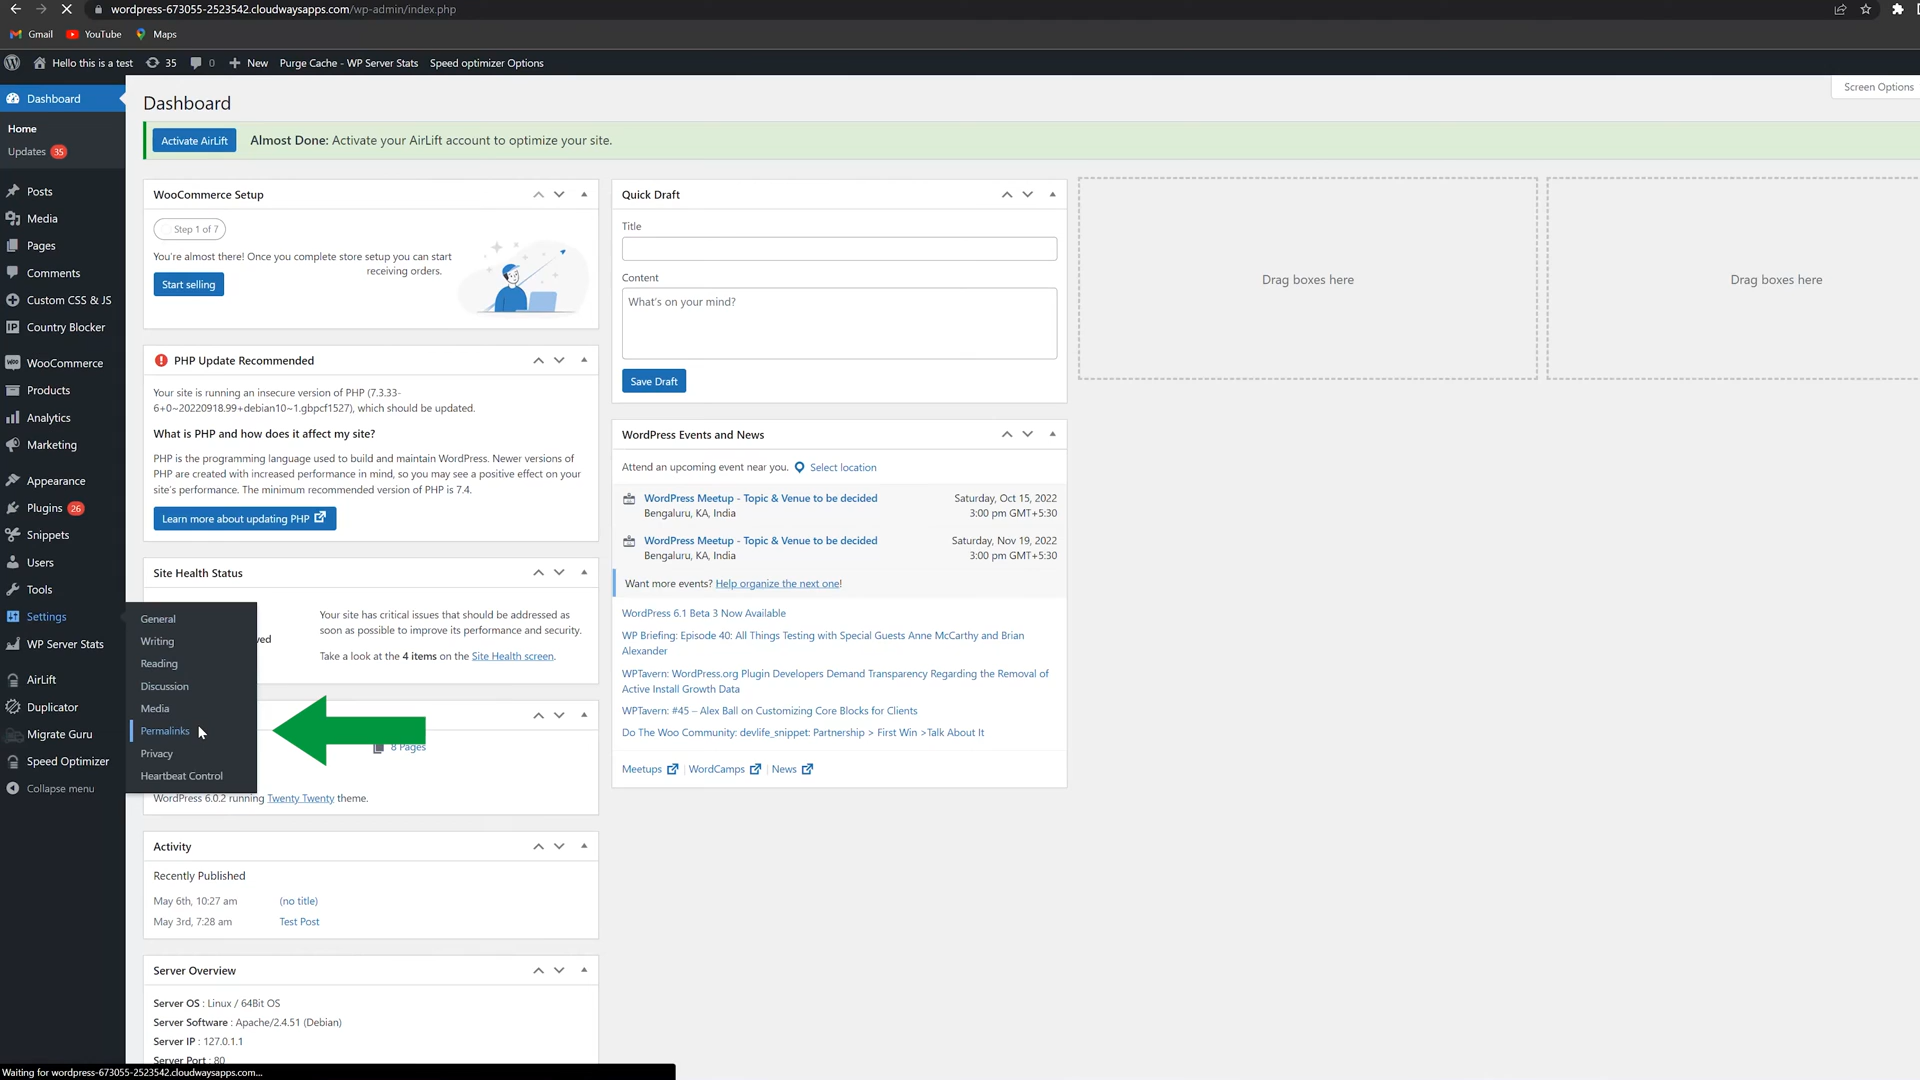 wordpress-673055-2523542.cloudwaysapps.com/wp-admin/index.php
Gmail YouTube Maps
Hello this is a test 35 0 New Purge Cache - WP Server Stats Speed optimizer Options
Dashboard
Home
Updates 35
Posts
Media
Pages
Comments
Custom CSS & JS
Country Blocker
WooCommerce
Products
Analytics
Marketing
Appearance
Plugins 26
Snippets
Users
Tools
Settings
WP Server Stats
AirLift
Duplicator
Migrate Guru
Speed Optimizer
Collapse menu
General
Writing
Reading
Discussion
Media
Permalinks
Privacy
Heartbeat Control
Screen Options
Dashboard
Activate AirLift Almost Done: Activate your AirLift account to optimize your site.
WooCommerce Setup
Step 1 of 7
You're almost there! Once you complete store setup you can start
receiving orders.
Start selling
PHP Update Recommended
Your site is running an insecure version of PHP (7.3.33-
6+0~20220918.99+debian10~1.gbpcf1527), which should be updated.
What is PHP and how does it affect my site?
PHP is the programming language used to build and maintain WordPress. Newer versions of
PHP are created with increased performance in mind, so you may see a positive effect on your
site's performance. The minimum recommended version of PHP is 7.4.
Learn more about updating PHP
Site Health Status
Your site has critical issues that should be addressed as
soon as possible to improve its performance and security.
Take a look at the 4 items on the Site Health screen.
8 Pages
WordPress 6.0.2 running Twenty Twenty theme.
Activity
Recently Published
May 6th, 10:27 am (no title)
May 3rd, 7:28 am Test Post
Server Overview
Server OS : Linux / 64Bit OS
Server Software : Apache/2.4.51 (Debian)
Server IP : 127.0.1.1
Server Port : 80
Quick Draft
Title
Content
What's on your mind?
Save Draft
WordPress Events and News
Attend an upcoming event near you. Select location
WordPress Meetup - Topic & Venue to be decided Saturday, Oct 15, 2022
Bengaluru, KA, India 3:00 pm GMT+5:30
WordPress Meetup - Topic & Venue to be decided Saturday, Nov 19, 2022
Bengaluru, KA, India 3:00 pm GMT+5:30
Want more events? Help organize the next one!
WordPress 6.1 Beta 3 Now Available
WP Briefing: Episode 40: All Things Testing with Special Guests Anne McCarthy and Brian
Alexander
WPTavern: WordPress.org Plugin Developers Demand Transparency Regarding the Removal of
Active Install Growth Data
WPTavern: #45 – Alex Ball on Customizing Core Blocks for Clients
Do The Woo Community: devlife_snippet: Partnership > First Win >Talk About It
Meetups WordCamps News
Drag boxes here
Drag boxes here
Waiting for wordpress-673055-2523542.cloudwaysapps.com...